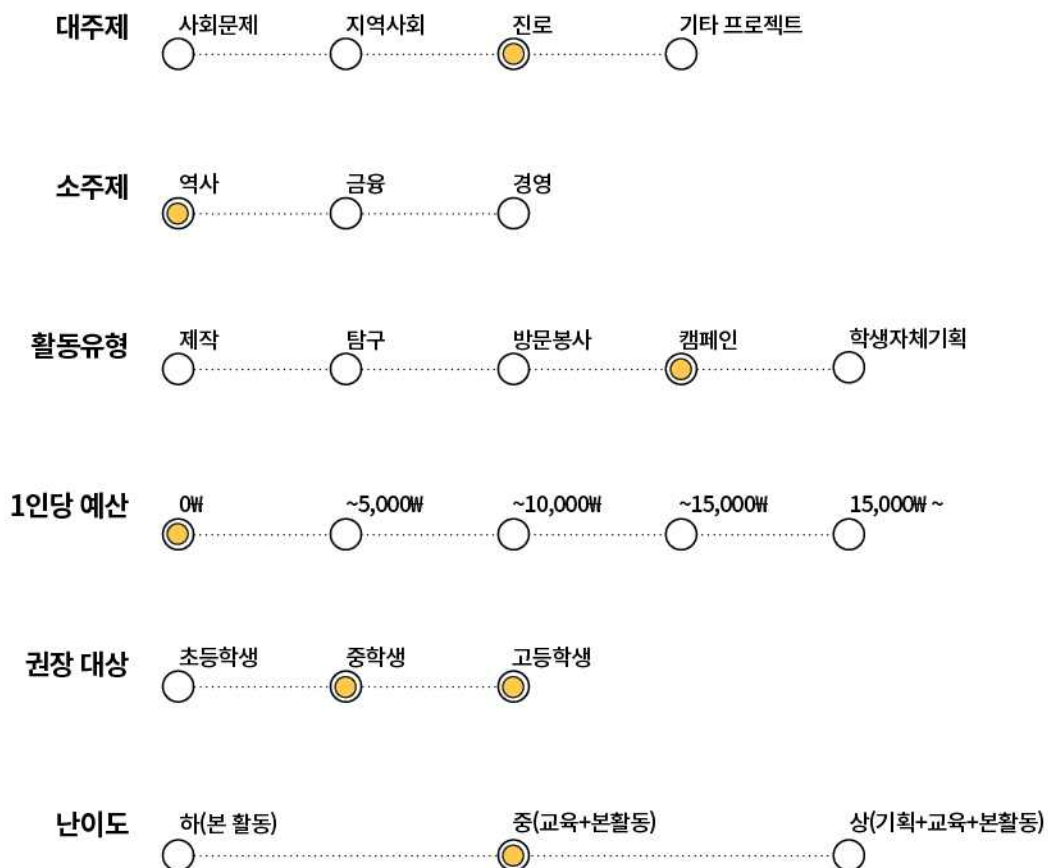 대주제 사회문제 지역사회 진로 기타 프로젝트
소주제 역사 금융 경영
활동유형 제작 탐구 방문봉사 캠페인 학생자체기획
1인당 예산 0₩ ~5,000₩ ~10,000₩ ~15,000₩ 15,000₩ ~
권장 대상 초등학생 중학생 고등학생
난이도 하(본 활동) 중(교육+본활동) 상(기획+교육+본활동)